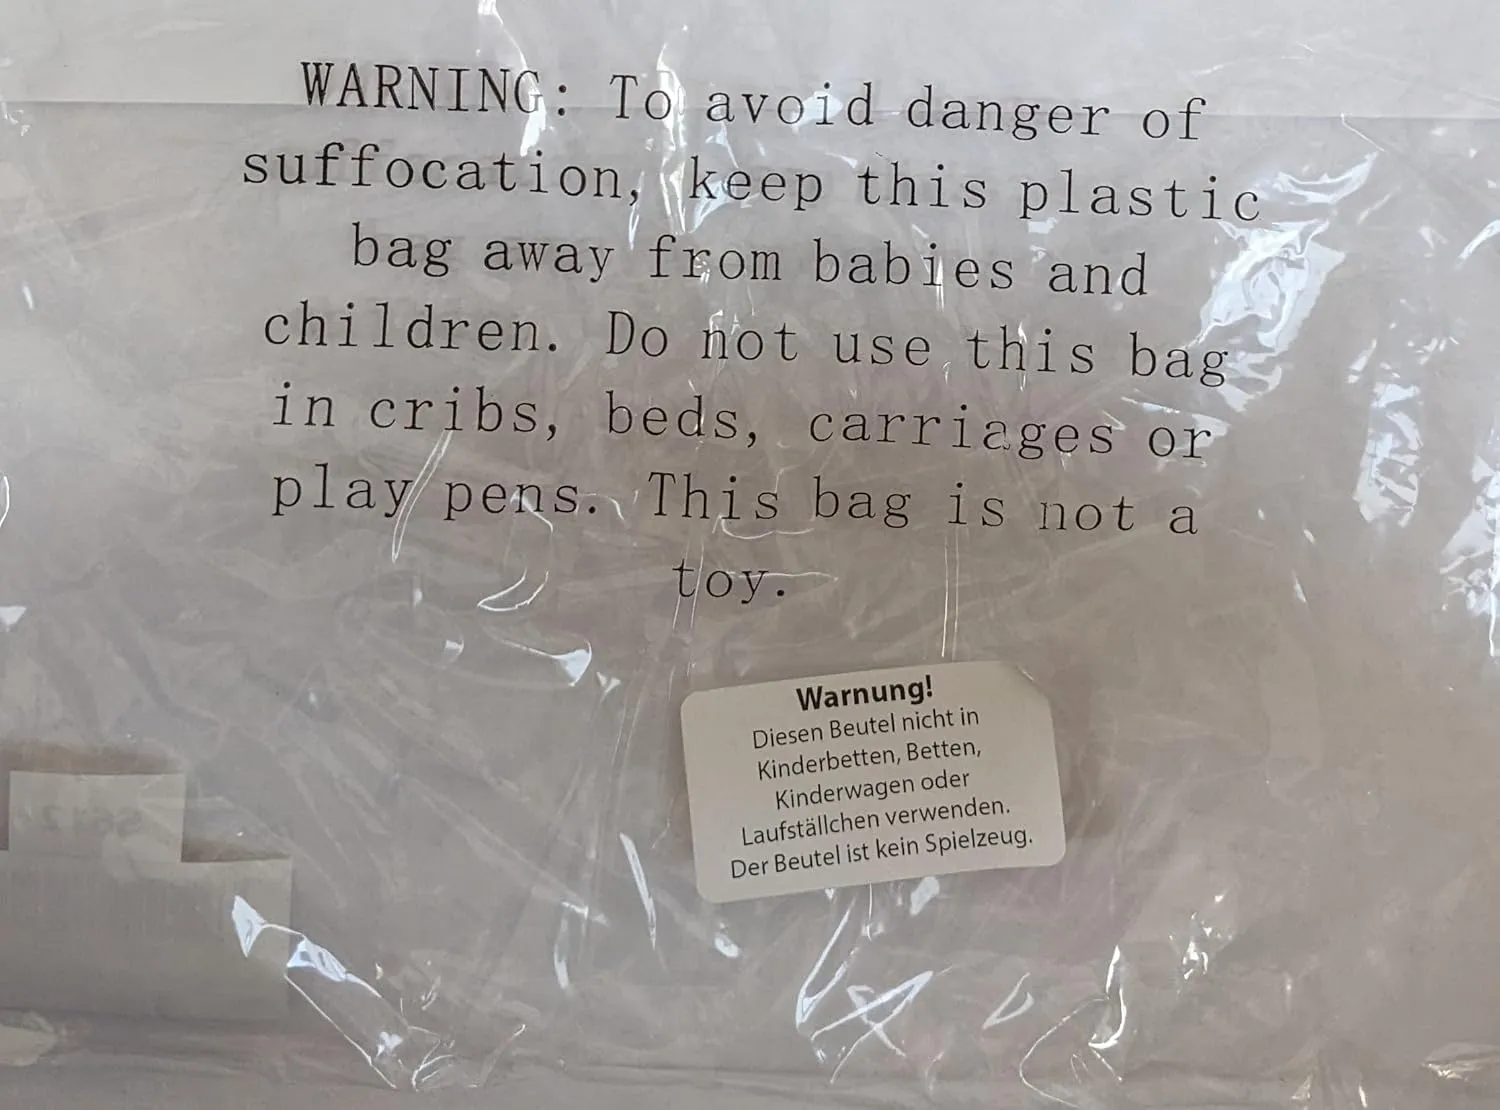 WARNING: To avoid danger of
suffocation, keep this plastic
bag away from babies and
children. Do not use this bag
in cribs, beds, carriages or
play pens. This bag is not a
toy.
Warnung!
Diesen Beutel nicht in
Kinderbetten, Betten,
Kinderwagen oder
Laufställchen verwenden.
Der Beutel ist kein Spielzeug.